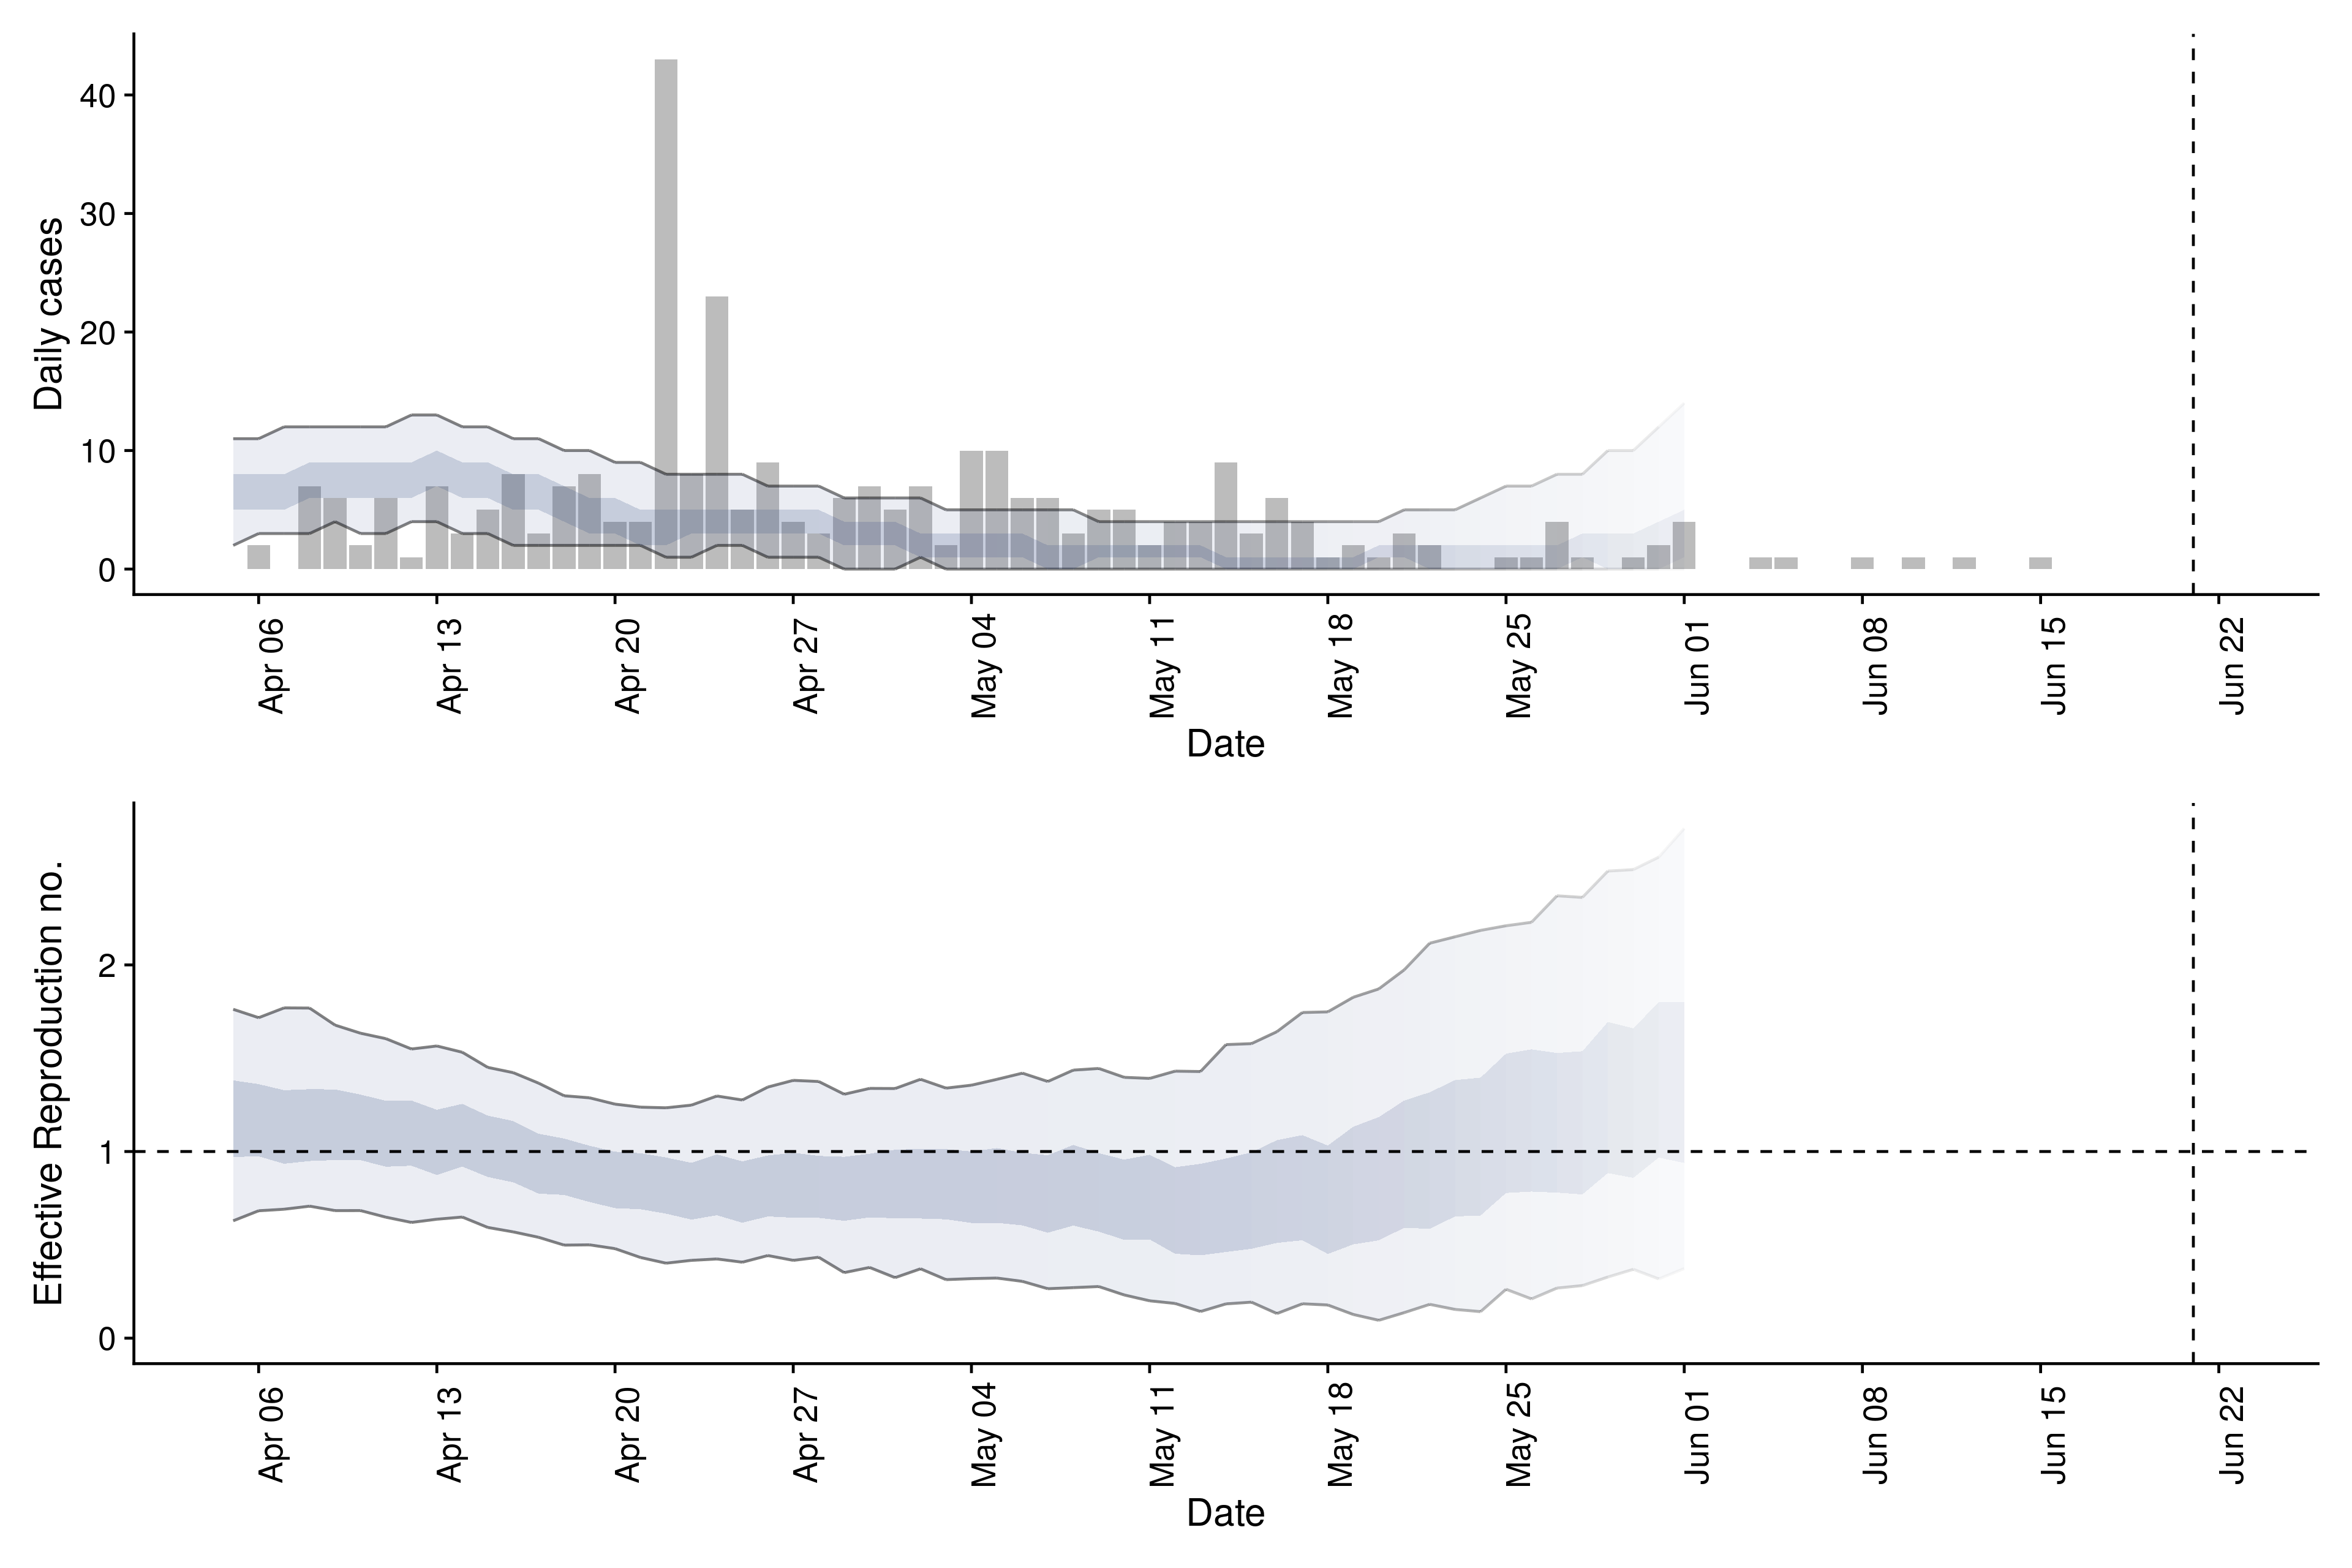 Daily cases
40
30
20
10
0
Apr 06
Apr 13
Apr 20
Apr 27
May 04
May 11
May 18
May 25
Jun 01
Jun 08
Jun 15
Jun 22
Date
Effective Reproduction no.
2
1
0
Apr 06
Apr 13
Apr 20
Apr 27
May 04
May 11
May 18
May 25
Jun 01
Jun 08
Jun 15
Jun 22
Date